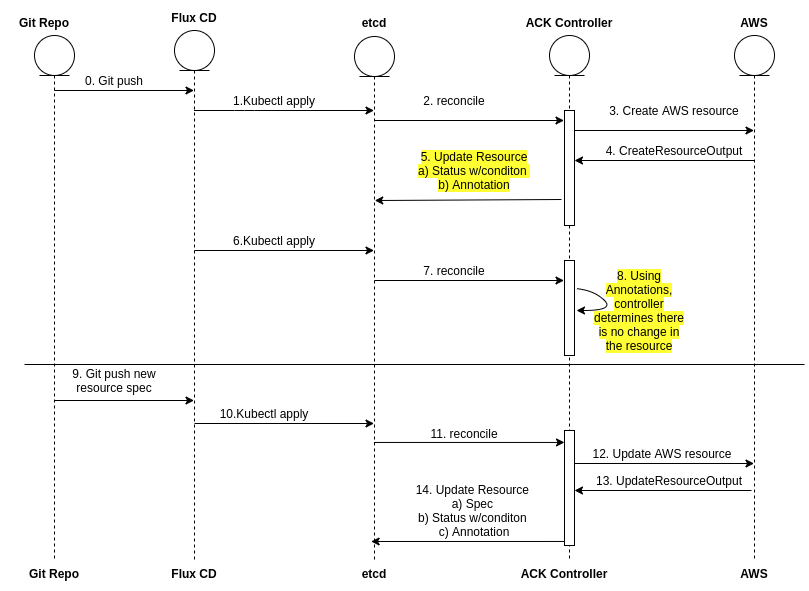 Git Repo
Flux CD
etcd
ACK Controller
AWS
0. Git push
1.Kubectl apply
2. reconcile
3. Create AWS resource
4. CreateResourceOutput
5. Update Resource
a) Status w/conditon
b) Annotation
6.Kubectl apply
7. reconcile
8. Using
Annotations,
controller
determines there
is no change in
the resource
9. Git push new
resource spec
10.Kubectl apply
11. reconcile
12. Update AWS resource
13. UpdateResourceOutput
14. Update Resource
a) Spec
b) Status w/conditon
c) Annotation
Git Repo
Flux CD
etcd
ACK Controller
AWS